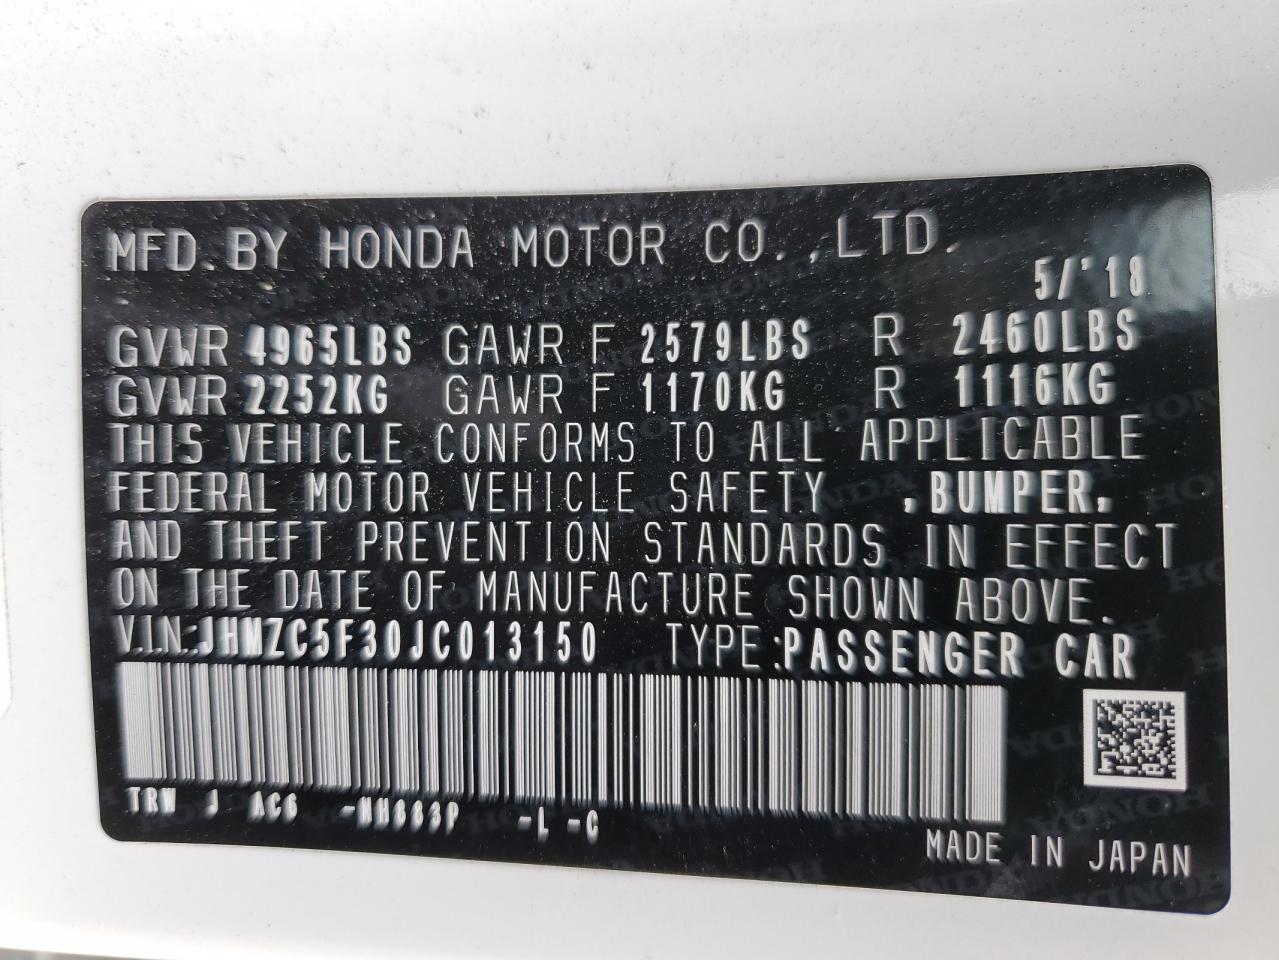 MFD. BY HONDA MOTOR CO., LTD.
5/'18
GVWR 4965LBS GAWR F 2579LBS R 2460LBS
GVWR 2252KG GAWR F 1170KG R 1116KG
THIS VEHICLE CONFORMS TO ALL APPLICABLE
FEDERAL MOTOR VEHICLE SAFETY ,BUMPER,
AND THEFT PREVENTION STANDARDS IN EFFECT
ON THE DATE OF MANUFACTURE SHOWN ABOVE.
V.I.N.:JHMZC5F30JC013150 TYPE:PASSENGER CAR
TRW J AC6 -NH883P -L -C
MADE IN JAPAN